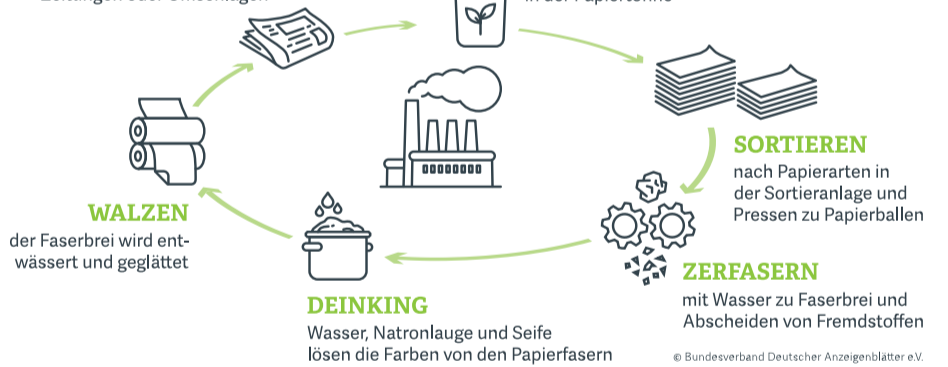 SORTIEREN
nach Papierarten in
der Sortieranlage und
Pressen zu Papierballen
ZERFASERN
mit Wasser zu Faserbrei und
Abscheiden von Fremdstoffen
DEINKING
Wasser, Natronlauge und Seife
lösen die Farben von den Papierfasern
WALZEN
der Faserbrei wird ent-
wässert und geglättet
© Bundesverband Deutscher Anzeigenblätter e.V.